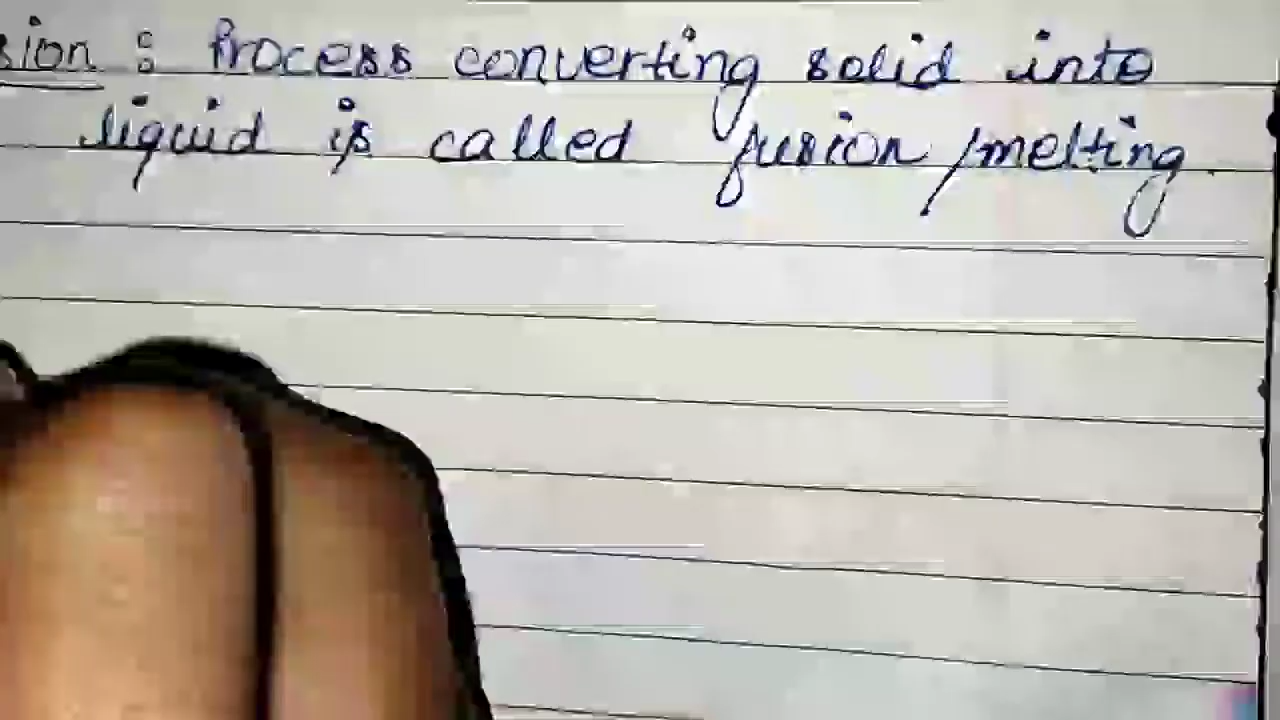 sion : Process converting solid into
liquid is called fusion/melting.